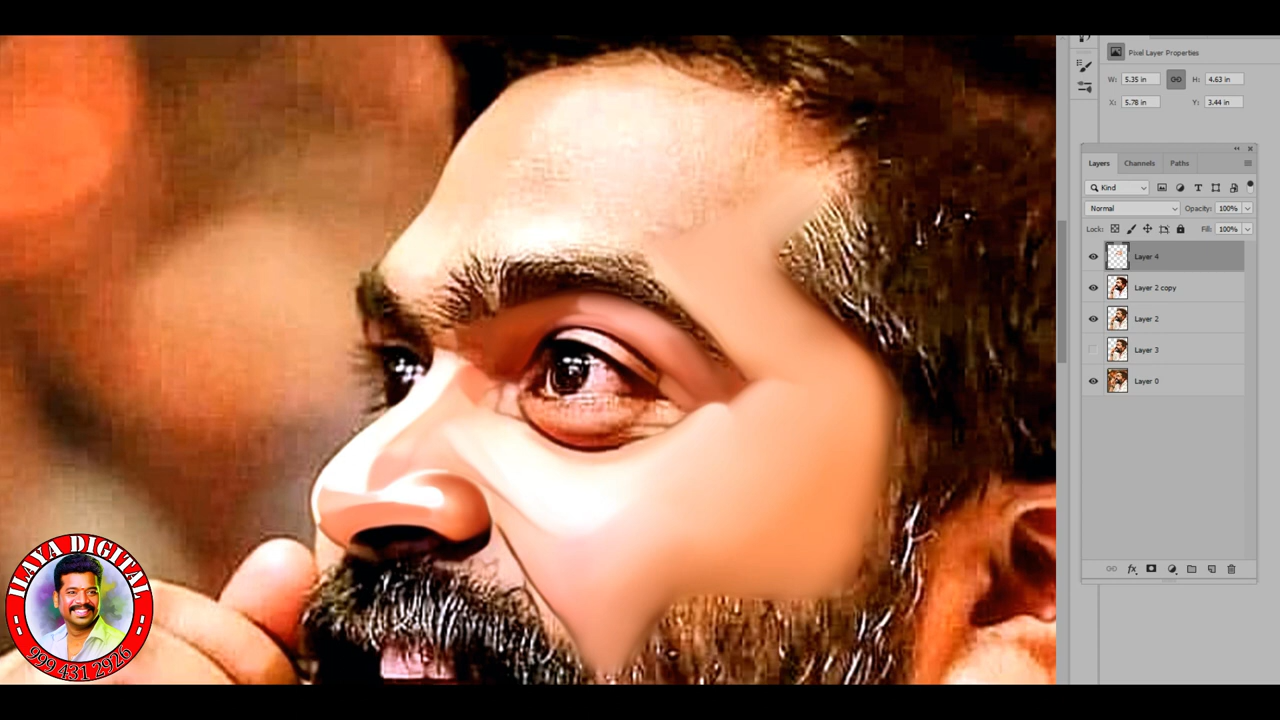 Pixel Layer Properties
W: 5.35 in H: 4.63 in
X: 5.78 in Y: 3.44 in
Layers Channels Paths
Kind
Normal Opacity: 100%
Lock: Fill: 100%
Layer 4
Layer 2 copy
Layer 2
Layer 3
Layer 0
fx
ILAYA DIGITAL
999 431 2926